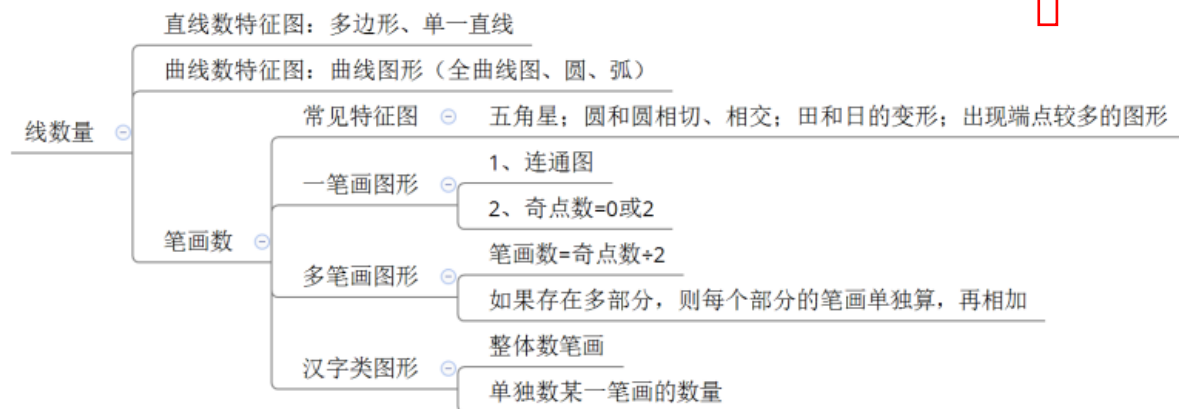 直线数特征图：多边形、单一直线
曲线数特征图：曲线图形（全曲线图、圆、弧）
线数量
常见特征图
五角星；圆和圆相切、相交；田和日的变形；出现端点较多的图形
一笔画图形
1、连通图
2、奇点数=0或2
笔画数
多笔画图形
笔画数=奇点数÷2
如果存在多部分，则每个部分的笔画单独算，再相加
汉字类图形
整体数笔画
单独数某一笔画的数量